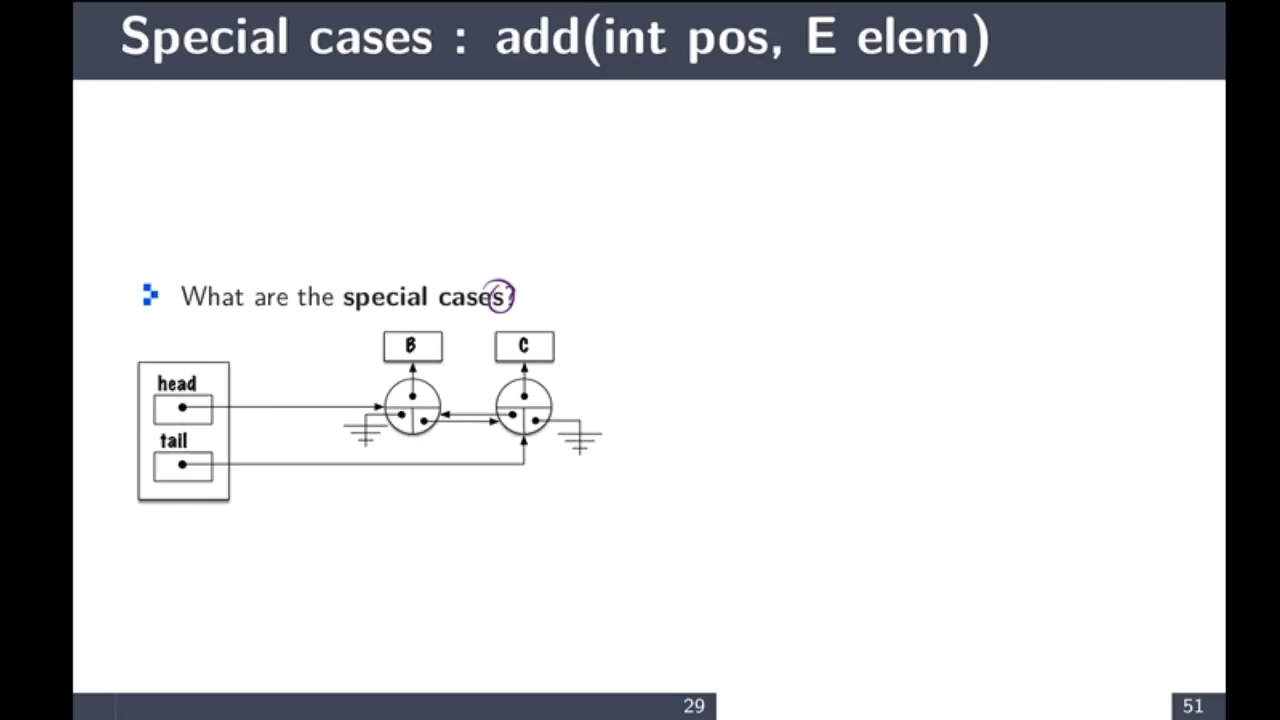 Special cases : add(int pos, E elem)
What are the special cases?
B C
head
tail
29 51